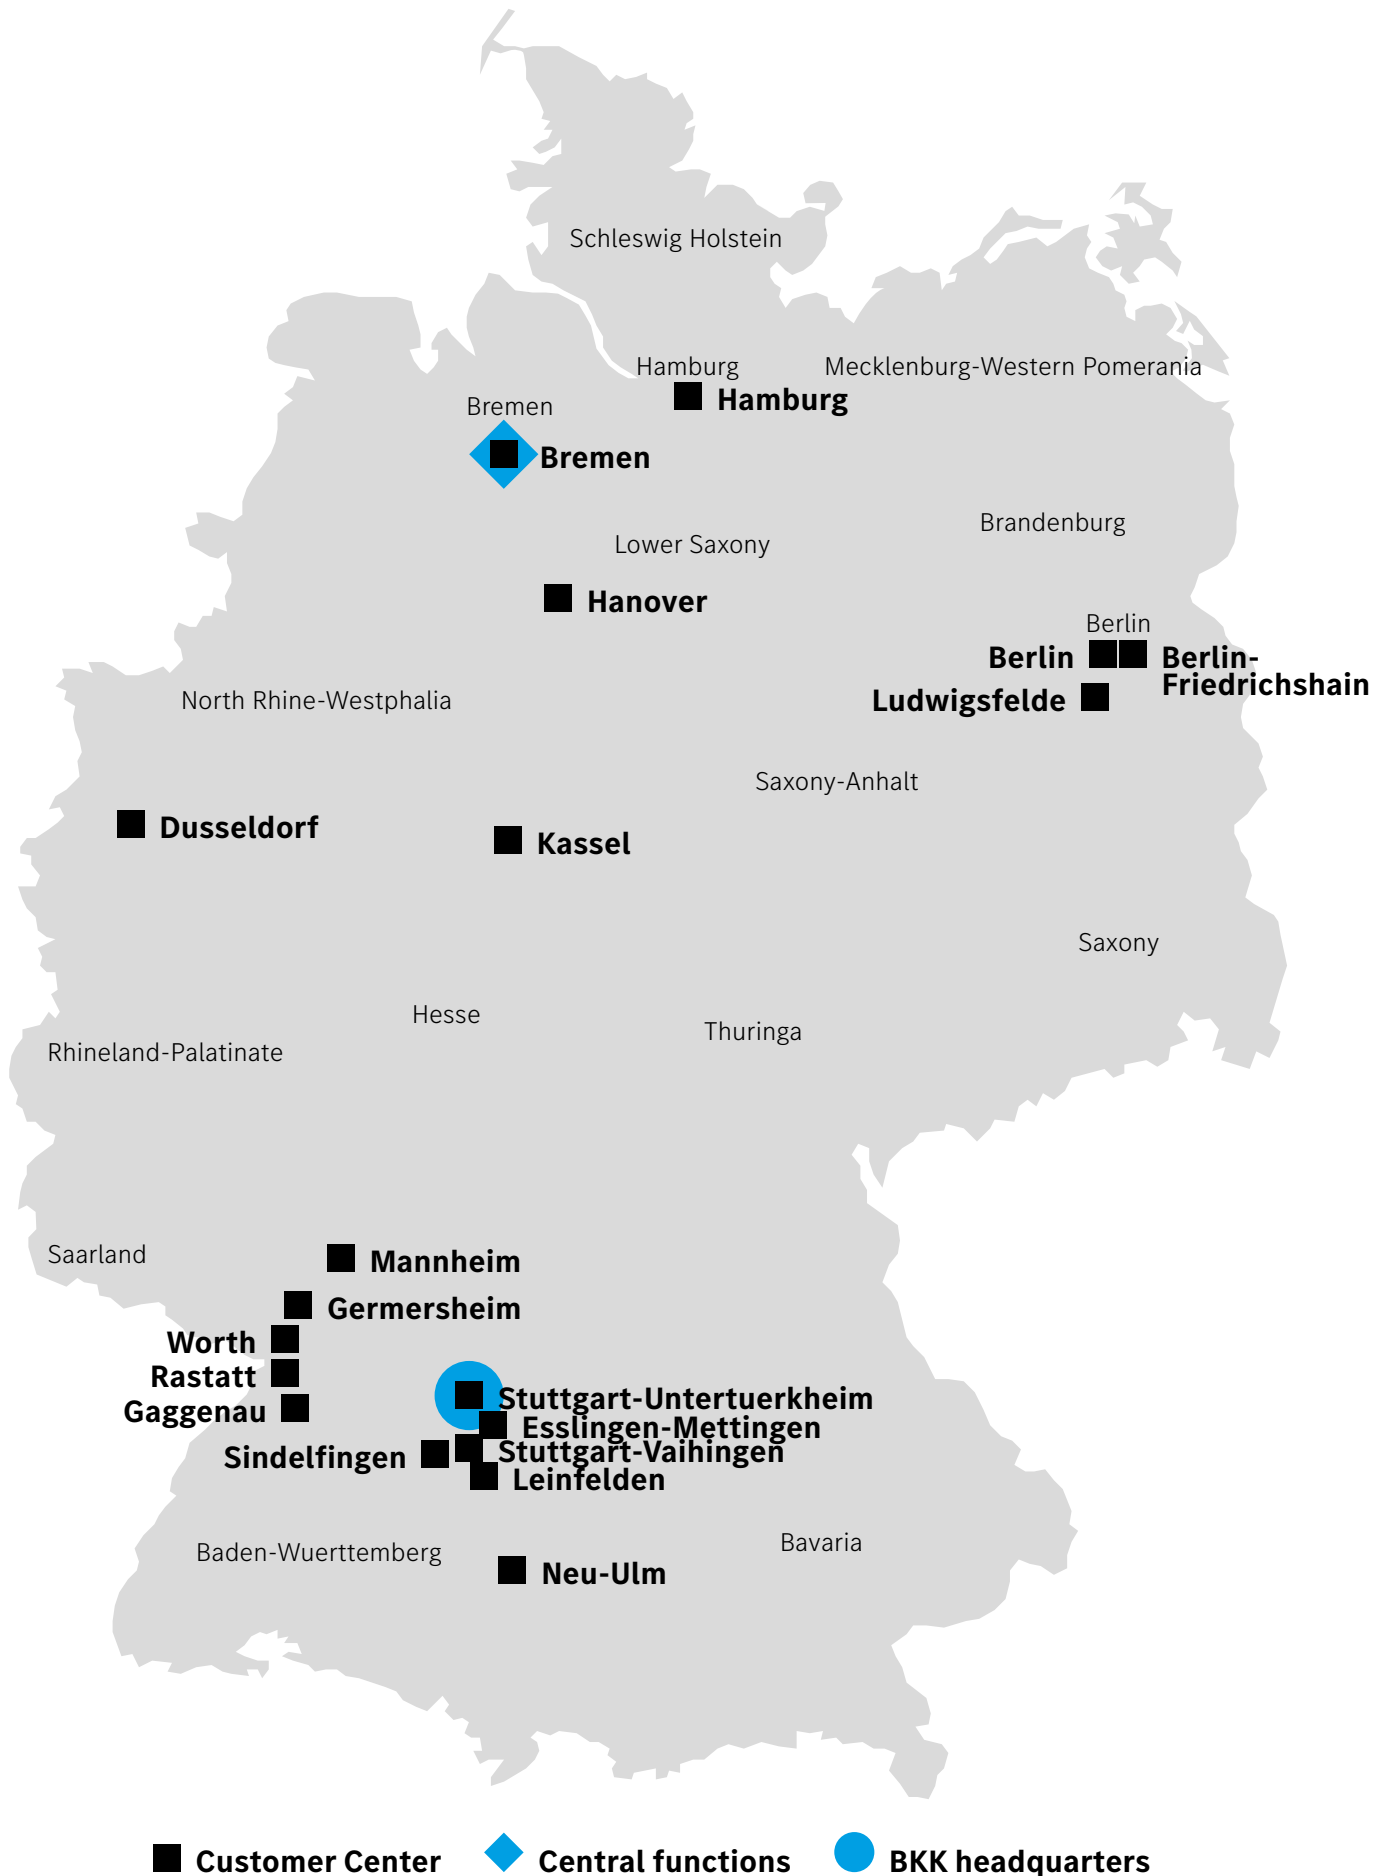 Schleswig Holstein
Hamburg
Mecklenburg-Western Pomerania
Hamburg
Bremen
Bremen
Brandenburg
Lower Saxony
Hanover
Berlin
Berlin
Berlin-
Friedrichshain
Ludwigsfelde
North Rhine-Westphalia
Saxony-Anhalt
Dusseldorf
Kassel
Saxony
Hesse
Thuringa
Rhineland-Palatinate
Saarland
Mannheim
Germersheim
Worth
Rastatt
Gaggenau
Stuttgart-Untertuerkheim
Esslingen-Mettingen
Stuttgart-Vaihingen
Sindelfingen
Leinfelden
Baden-Wuerttemberg
Bavaria
Neu-Ulm
Customer Center
Central functions
BKK headquarters